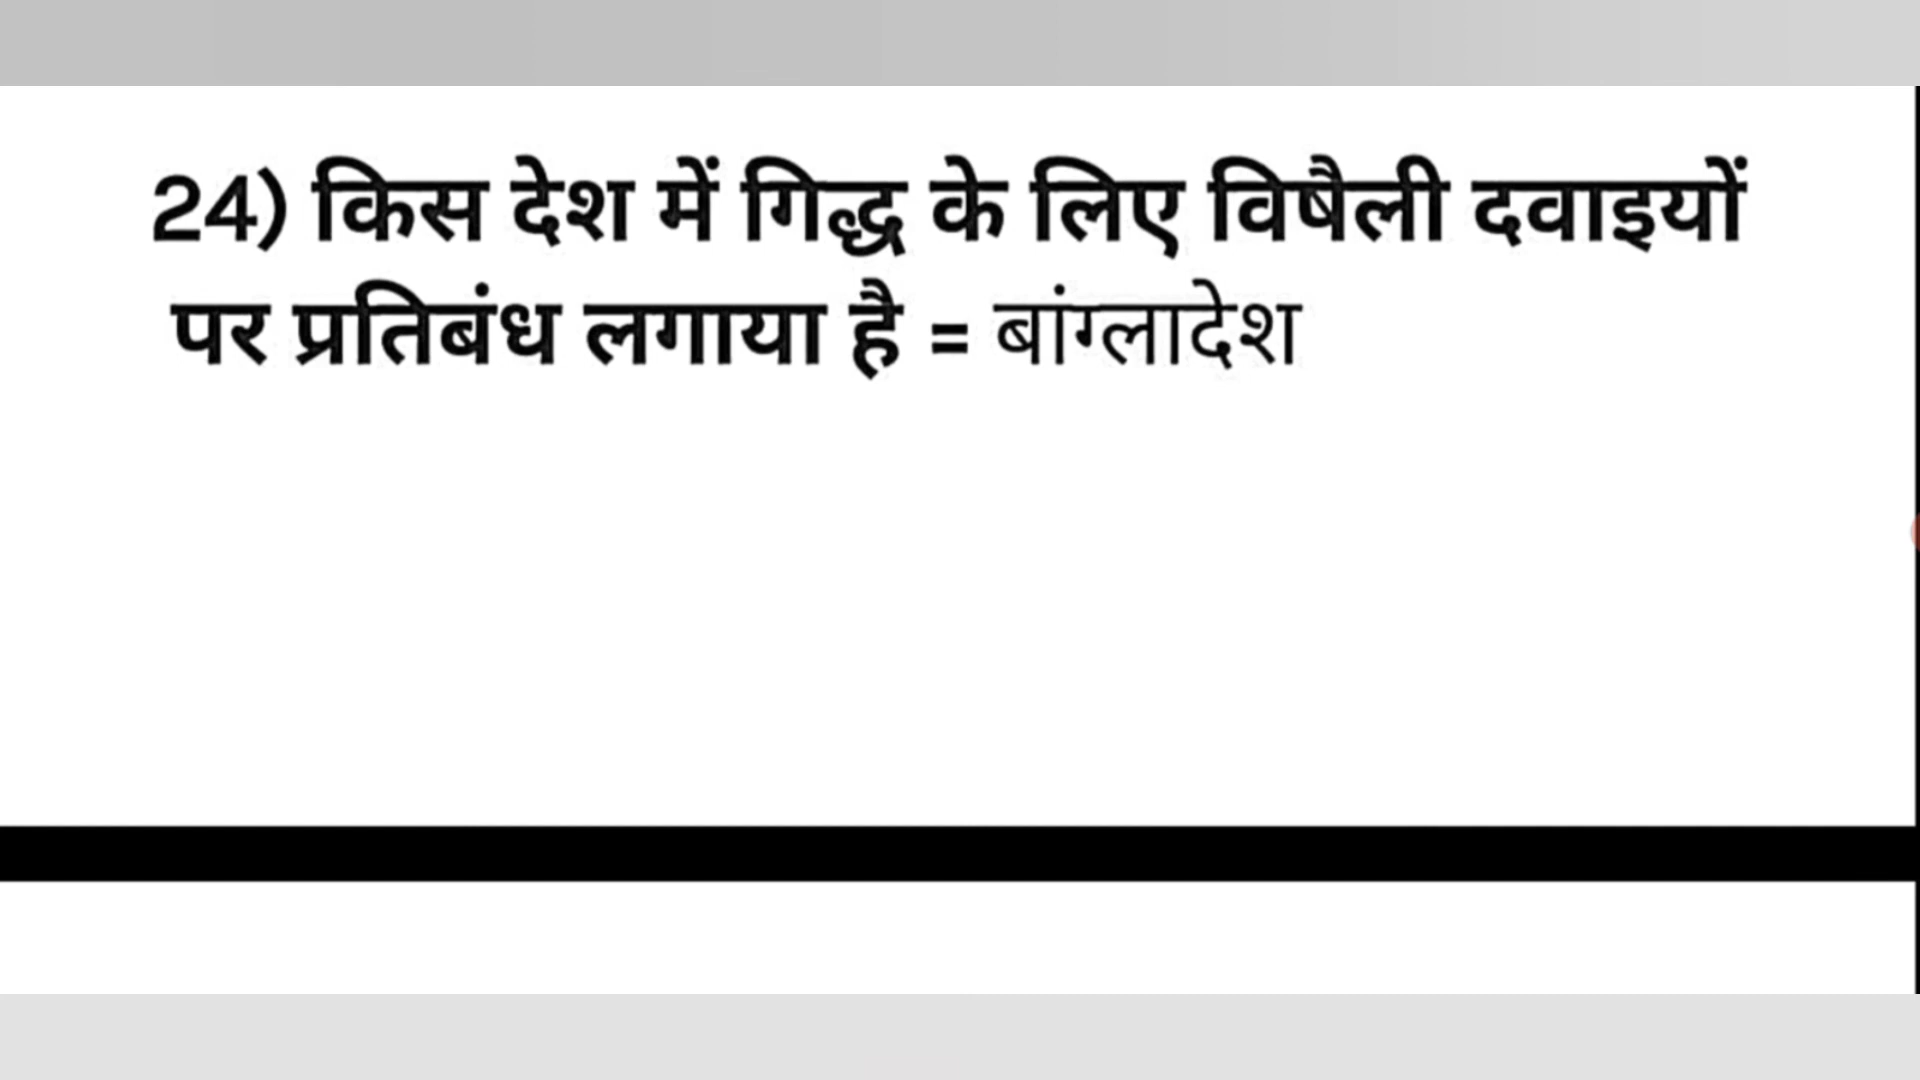 24) किस देश में गिद्ध के लिए विषैली दवाइयों
पर प्रतिबंध लगाया है = बांग्लादेश